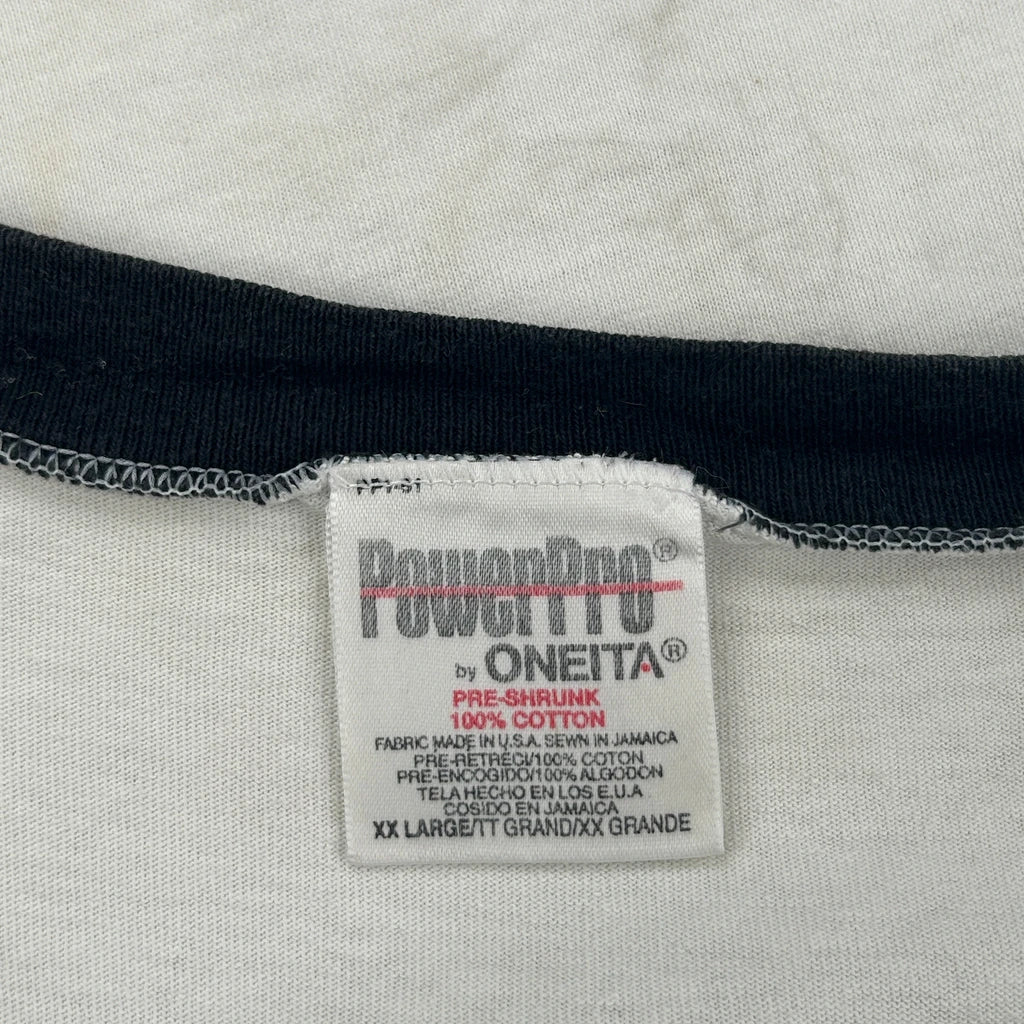 PowerPro®
by ONEITA®
PRE-SHRUNK
100% COTTON
FABRIC MADE IN U.S.A. SEWN IN JAMAICA
PRE-RETRECI/100% COTON
PRE-ENCOGIDO/100% ALGODON
TELA HECHO EN LOS E.U.A
COSIDO EN JAMAICA
XX LARGE/TT GRAND/XX GRANDE